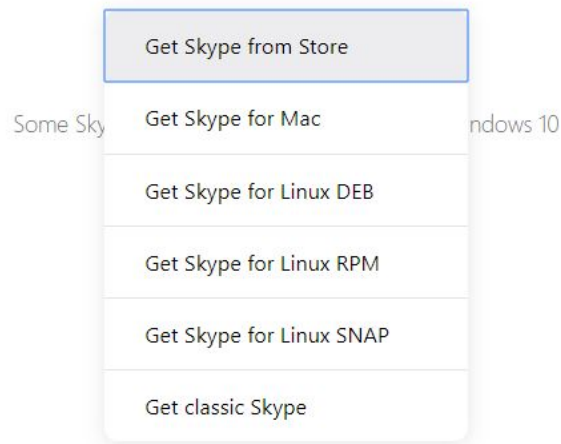 Get Skype from Store
Get Skype for Mac
Some Sky
ndows 10
Get Skype for Linux DEB
Get Skype for Linux RPM
Get Skype for Linux SNAP
Get classic Skype